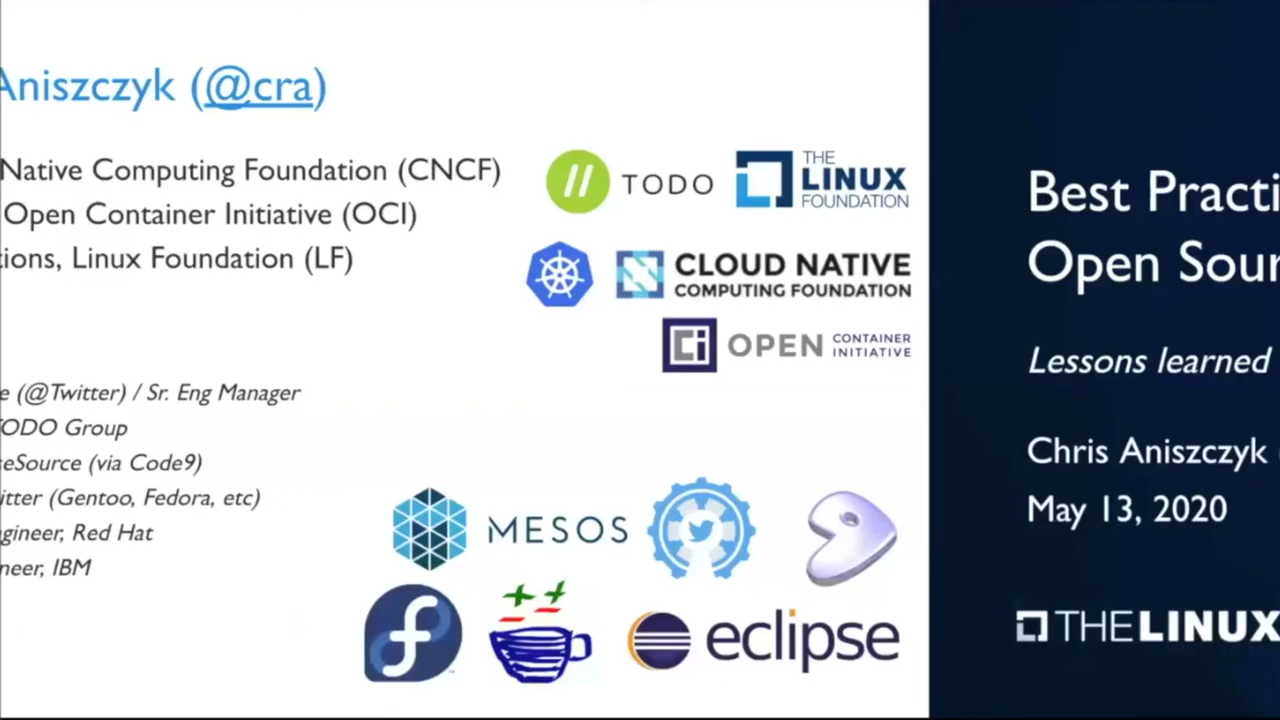 Aniszczyk (@cra)
Native Computing Foundation (CNCF)
Open Container Initiative (OCI)
tions, Linux Foundation (LF)
e (@Twitter) / Sr. Eng Manager
TODO Group
seSource (via Code9)
itter (Gentoo, Fedora, etc)
gineer, Red Hat
neer, IBM
TODO
THE
LINUX
FOUNDATION
CLOUD NATIVE
COMPUTING FOUNDATION
Ci OPEN CONTAINER
INITIATIVE
MESOS
eclipse
Best Practi
Open Sour
Lessons learned
Chris Aniszczyk
May 13, 2020
THE LINUX